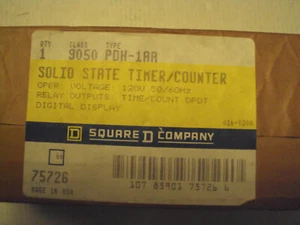 QTY CLASS TYPE
1 9050 PDH-1AA
SOLID STATE TIMER/COUNTER
OPER. VOLTAGE: 120V 50/60Hz
RELAY OUTPUTS: TIME/COUNT DPDT
DIGITAL DISPLAY
D SQUARE D COMPANY
75726
MADE IN USA